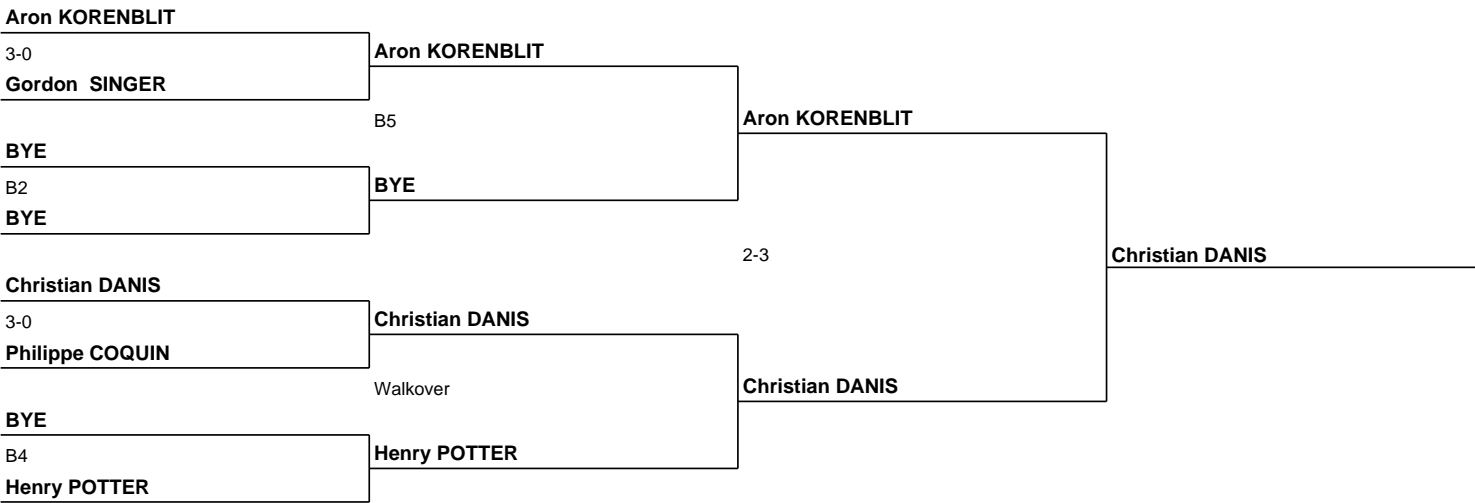 Aron KORENBLIT
3-0
Gordon  SINGER
BYE
B2
BYE
Christian DANIS
3-0
Philippe COQUIN
BYE
B4
Henry POTTER
Aron KORENBLIT
B5
BYE
Christian DANIS
Walkover
Henry POTTER
Aron KORENBLIT
2-3
Christian DANIS
Christian DANIS